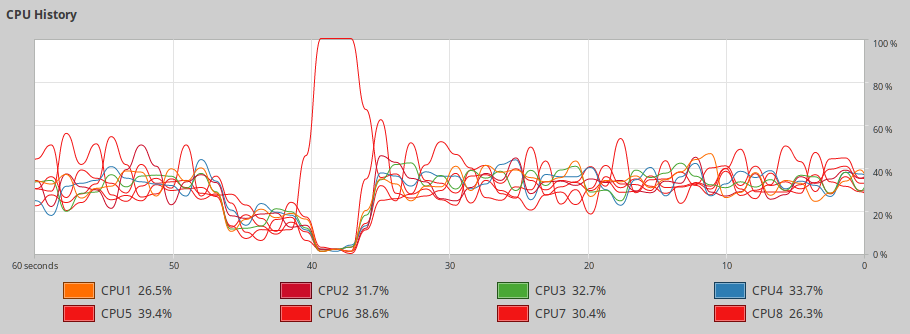 CPU History
100 %
80 %
60 %
40 %
20 %
0 %
60 seconds 50 40 30 20 10 0
CPU1 26.5% CPU2 31.7% CPU3 32.7% CPU4 33.7%
CPU5 39.4% CPU6 38.6% CPU7 30.4% CPU8 26.3%